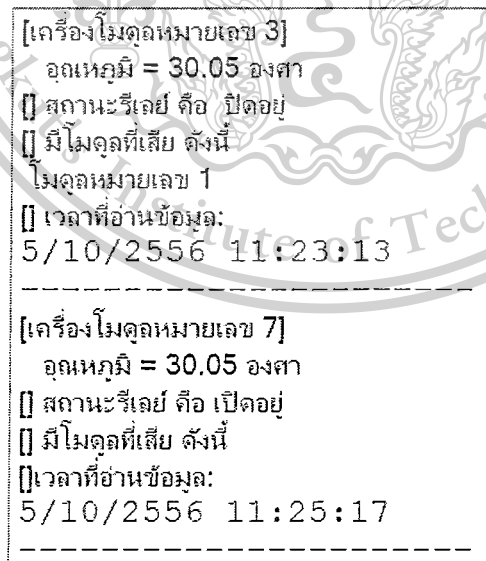 [เครื่องโมดูลหมายเลข 3]
อุณหภูมิ = 30.05 องศา
[] สถานะรีเลย์ คือ ปิดอยู่
[] มีโมดูลที่เสีย ดังนี้
โมดูลหมายเลข 1
[] เวลาที่อ่านข้อมูล:
5/10/2556 11:23:13
-----------------------
[เครื่องโมดูลหมายเลข 7]
อุณหภูมิ = 30.05 องศา
[] สถานะรีเลย์ คือ เปิดอยู่
[] มีโมดูลที่เสีย ดังนี้
[]เวลาที่อ่านข้อมูล:
5/10/2556 11:25:17
-----------------------